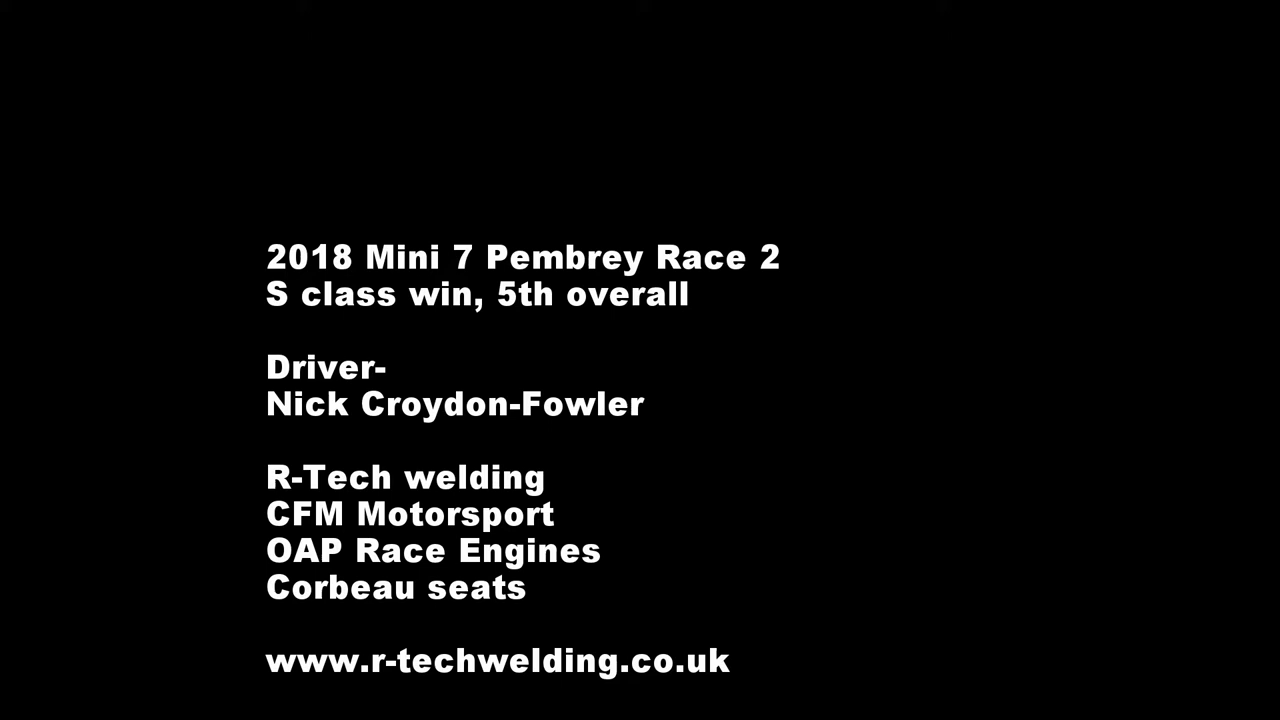 2018 Mini 7 Pembrey Race 2
S class win, 5th overall
Driver-
Nick Croydon-Fowler
R-Tech welding
CFM Motorsport
OAP Race Engines
Corbeau seats
www.r-techwelding.co.uk